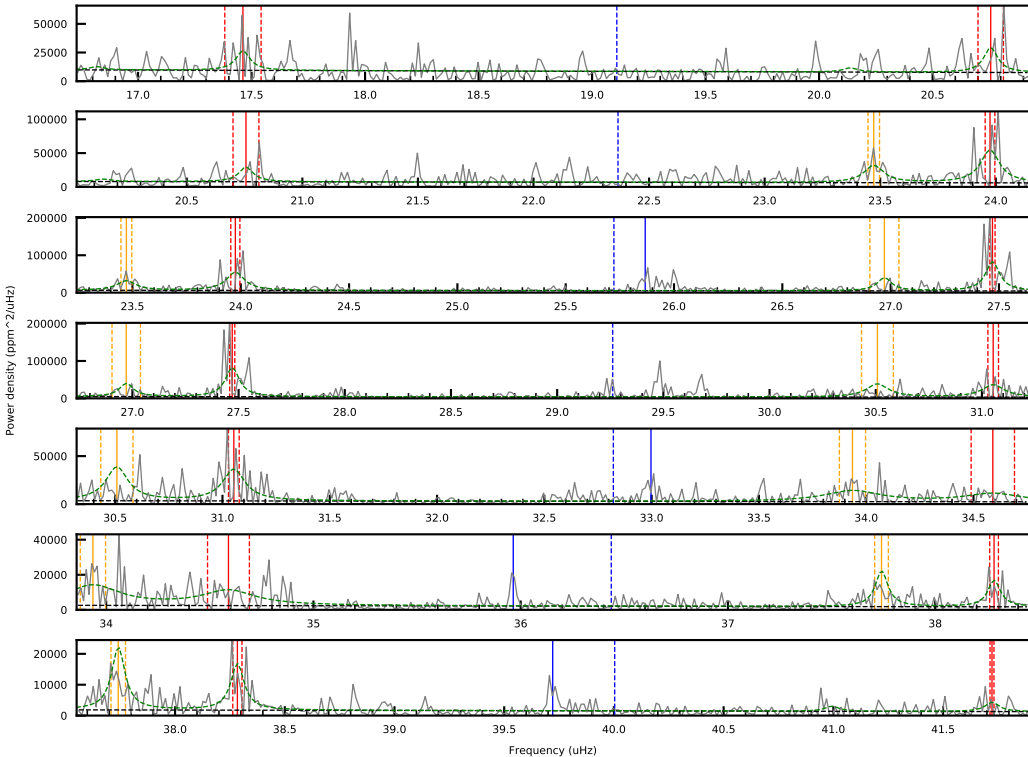 50000
25000
0
17.0 17.5 18.0 18.5 19.0 19.5 20.0 20.5
100000
50000
0
20.5 21.0 21.5 22.0 22.5 23.0 23.5 24.0
200000
100000
0
23.5 24.0 24.5 25.0 25.5 26.0 26.5 27.0 27.5
200000
100000
0
27.0 27.5 28.0 28.5 29.0 29.5 30.0 30.5 31.0
Power density (ppm^2/uHz)
50000
0
30.5 31.0 31.5 32.0 32.5 33.0 33.5 34.0 34.5
40000
20000
0
34 35 36 37 38
20000
10000
0
38.0 38.5 39.0 39.5 40.0 40.5 41.0 41.5
Frequency (uHz)